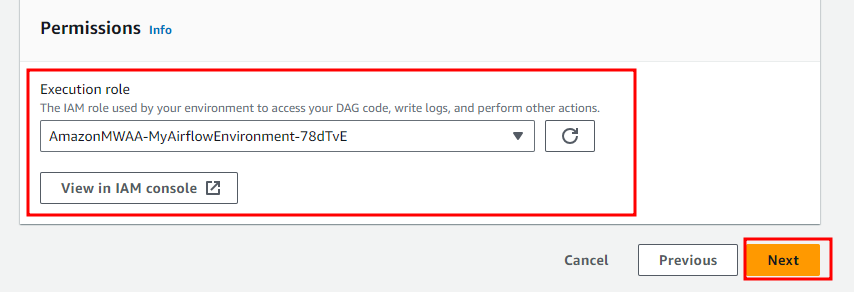 Permissions Info
Execution role
The IAM role used by your environment to access your DAG code, write logs, and perform other actions.
AmazonMWAA-MyAirflowEnvironment-78dTvE
View in IAM console
Cancel Previous Next